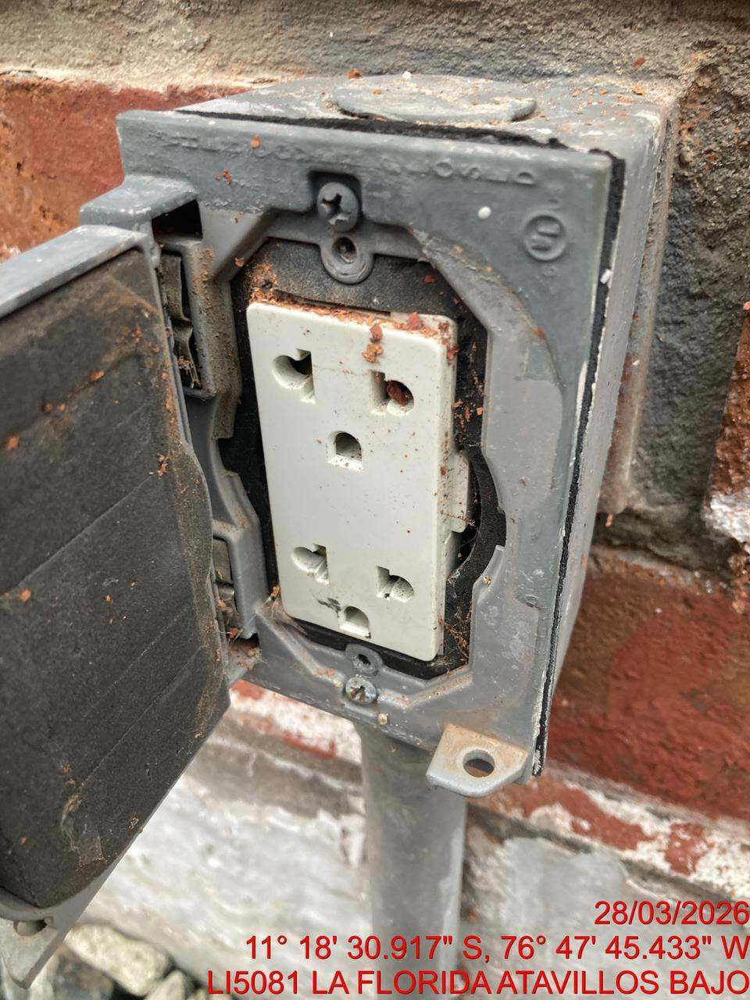 28/03/2026
11° 18' 30.917" S, 76° 47' 45.433" W
LI5081 LA FLORIDA ATAVILLOS BAJO